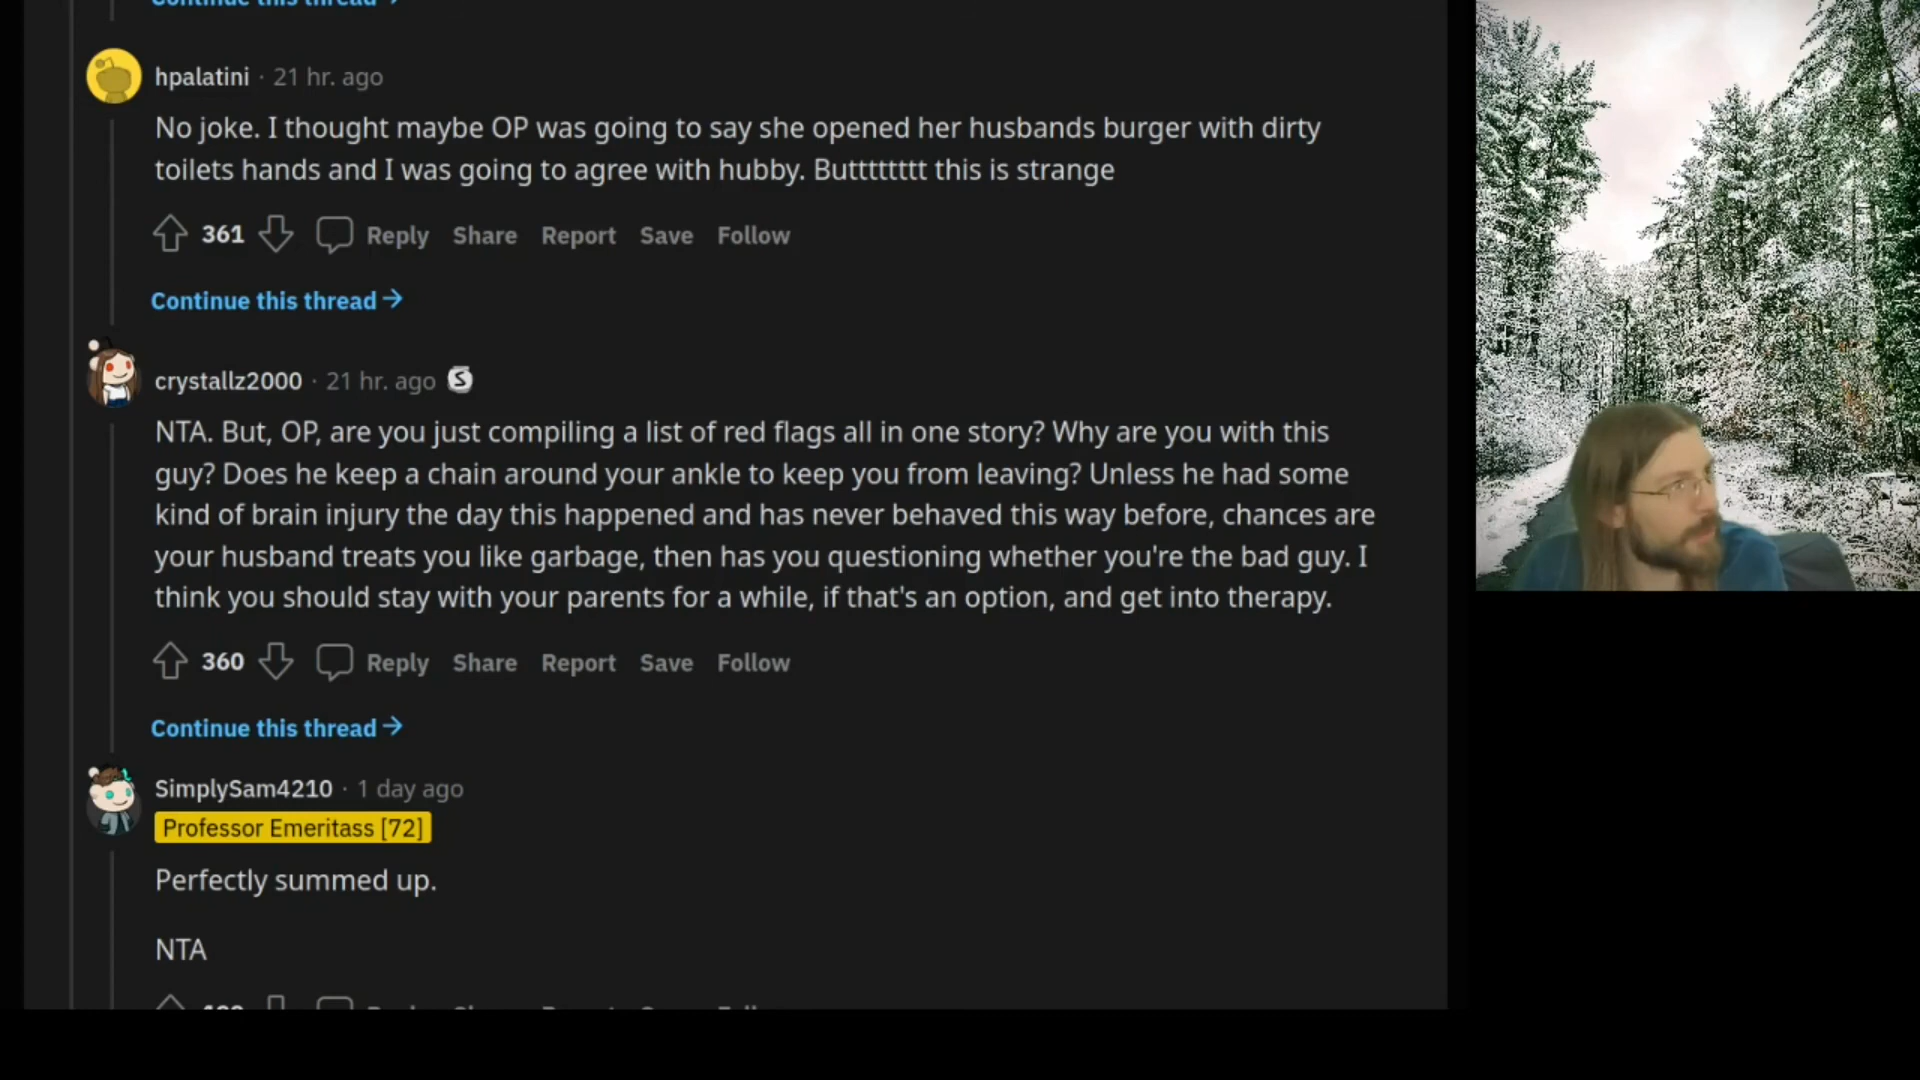 Continue this thread
hpalatini · 21 hr. ago
No joke. I thought maybe OP was going to say she opened her husbands burger with dirty
toilets hands and I was going to agree with hubby. Butttttttt this is strange
361 Reply Share Report Save Follow
Continue this thread →
crystallz2000 · 21 hr. ago S
NTA. But, OP, are you just compiling a list of red flags all in one story? Why are you with this
guy? Does he keep a chain around your ankle to keep you from leaving? Unless he had some
kind of brain injury the day this happened and has never behaved this way before, chances are
your husband treats you like garbage, then has you questioning whether you're the bad guy. I
think you should stay with your parents for a while, if that's an option, and get into therapy.
360 Reply Share Report Save Follow
Continue this thread →
SimplySam4210 · 1 day ago
Professor Emeritass [72]
Perfectly summed up.
NTA